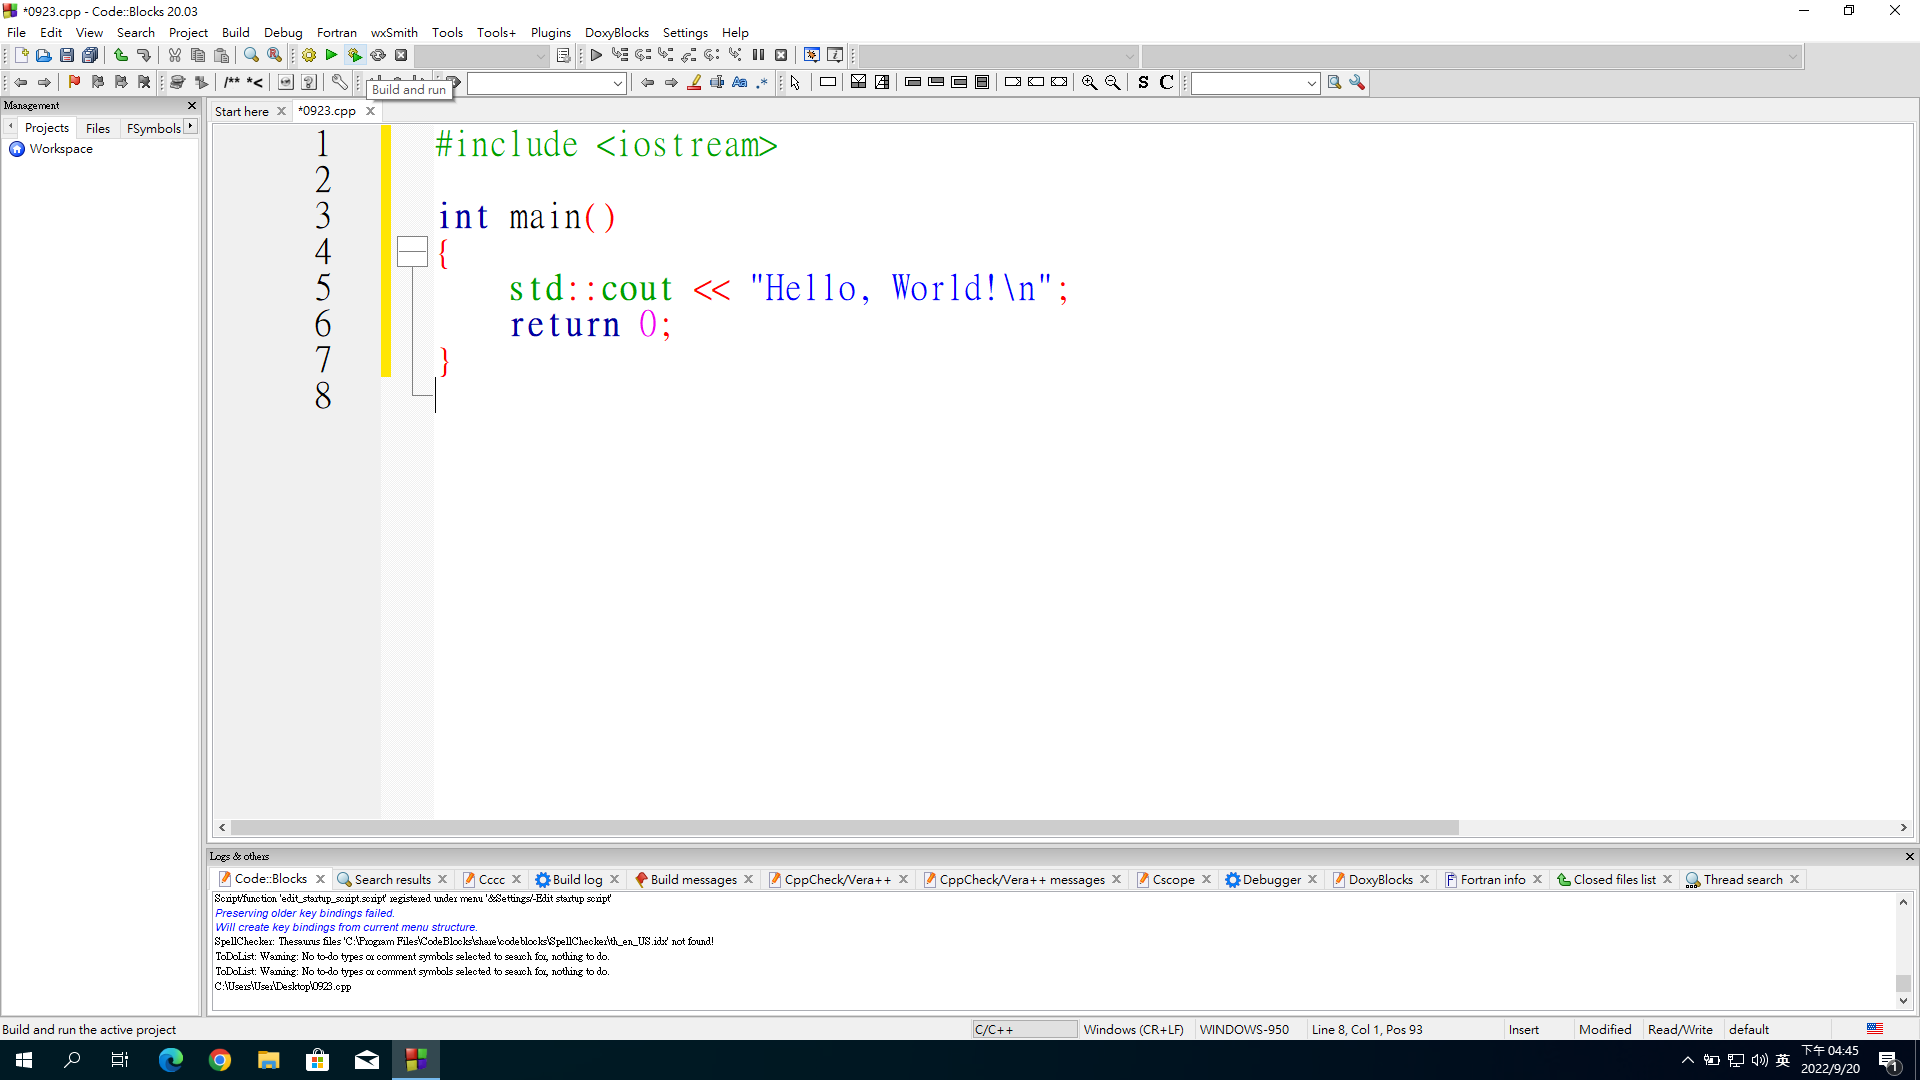 *0923.cpp - Code::Blocks 20.03
File Edit View Search Project Build Debug Fortran wxSmith Tools Tools+ Plugins DoxyBlocks Settings Help
/** *< Aa .* S C
Build and run
Management
Start here *0923.cpp
Projects Files FSymbols
Workspace
1 #include <iostream>
2
3 int main()
4 {
5 std::cout << "Hello, World!\n";
6 return 0;
7 }
8
Logs & others
Code::Blocks Search results Cccc Build log Build messages CppCheck/Vera++ CppCheck/Vera++ messages Cscope Debugger DoxyBlocks Fortran info Closed files list Thread search
Script/function 'edit_startup_script.script' registered under menu '&Settings/-Edit startup script'
Preserving older key bindings failed.
Will create key bindings from current menu structure.
SpellChecker: Thesaurus files 'C:\Program Files\CodeBlocks\share\codeblocks\SpellChecker\th_en_US.idx' not found!
ToDoList: Warning: No to-do types or comment symbols selected to search for, nothing to do.
ToDoList: Warning: No to-do types or comment symbols selected to search for, nothing to do.
C:\Users\User\Desktop\0923.cpp
Build and run the active project C/C++ Windows (CR+LF) WINDOWS-950 Line 8, Col 1, Pos 93 Insert Modified Read/Write default
英 下午 04:45
2022/9/20 1